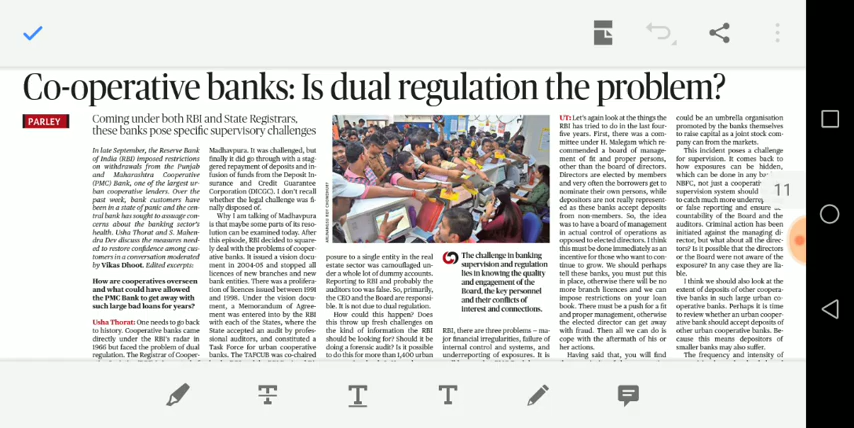 Co-operative banks: Is dual regulation the problem?
PARLEY
Coming under both RBI and State Registrars,
these banks pose specific supervisory challenges
In late September, the Reserve Bank
of India (RBI) imposed restrictions
on withdrawals from the Punjab
and Maharashtra Cooperative
(PMC) Bank, one of the largest ur-
ban cooperative lenders. Over the
past week, bank customers have
been in a state of panic and the cen-
tral bank has sought to assuage con-
cerns about the banking sector's
health. Usha Thorat and S. Mahen-
dra Dev discuss the measures need-
ed to restore confidence among cus-
tomers in a conversation moderated
by Vikas Dhoot. Edited excerpts:
How are cooperatives overseen and
what could have allowed
the PMC Bank to get away with
such large bad loans for years?
Usha Thorat: One needs to go back
to history. Cooperative banks came
directly under the RBI's radar in
1966 but faced the problem of dual
regulation. The Registrar of Cooper-
Madhavpura. It was challenged, but
finally it did go through with a stag-
gered repayment of deposits and in-
fusion of funds from the Deposit In-
surance and Credit Guarantee
Corporation (DICGC). I don't recall
whether the legal challenge was fi-
nally disposed of.
Why I am talking of Madhavpura
is that maybe some parts of its reso-
lution can be examined today. After
this episode, RBI decided to square-
ly deal with the problems of cooper-
ative banks. It issued a vision docu-
ment in 2004-05 and stopped all
licences of new branches and new
bank entities. There was a prolifera-
tion of licences issued between 1991
and 1998. Under the vision docu-
ment, a Memorandum of Agree-
ment was entered into by the RBI
with each of the States, where the
State accepted an audit by profes-
sional auditors, and constituted a
Task Force for urban cooperative
banks. The TAFCUB was co-chaired
posure to a single entity in the real
estate sector was camouflaged un-
der a whole lot of dummy accounts.
Reporting to RBI and probably the
auditors too was false. So, primarily,
the CEO and the Board are responsi-
ble. It is not due to dual regulation.
How could this happen? Does
this throw up fresh challenges on
the kind of information the RBI
should be looking for? Should it be
doing a forensic audit? Is it possible
to do this for more than 1,400 urban
The challenge in banking
supervision and regulation
lies in knowing the quality
and engagement of the
Board, the key personnel
and their conflicts of
interest and connections.
RBI, there are three problems – ma-
jor financial irregularities, failure of
internal control and systems, and
underreporting of exposures. It is
UT: Let's again look at the things the
RBI has tried to do in the last four-
five years. First, there was a com-
mittee under H. Malegam which re-
commended a board of manage-
ment of fit and proper persons,
other than the board of directors.
Directors are elected by members
and very often the borrowers get to
nominate their own persons, while
depositors are not really represent-
ed as these banks accept deposits
from non-members. So, the idea
was to have a board of management
in actual control of operations as
opposed to elected directors. I think
this must be done immediately as an
incentive for those who want to con-
tinue to grow. We should perhaps
tell these banks, you must put this
in place, otherwise there will be no
more branch licences and we can
impose restrictions on your loan
book. There must be a push for a fit
and proper management, otherwise
the elected director can get away
with fraud. Then all we can do is
cope with the aftermath of his or
her actions.
Having said that, you will find
could be an umbrella organisation
promoted by the banks themselves
to raise capital as a joint stock com-
pany can from the markets.
This incident poses a challenge
for supervision. It comes back to
how exposures can be hidden,
which can be done in any
NBFC, not just a
supervision system should
to catch much more
or false reporting and ensure
countability of the Board and the
auditors. Criminal action has been
initiated against the managing di-
rector, but what about all the direc-
tors? Is it possible that the directors
or the Board were not aware of the
exposure? In any case they are lia-
ble.
I think we should also look at the
extent of deposits of other coopera-
tive banks in such large urban co-
operative banks. Perhaps it is time
to review whether an urban cooper-
ative bank should accept deposits of
other urban cooperative banks. Be-
cause this means depositors of
smaller banks may also suffer.
The frequency and intensity of
11